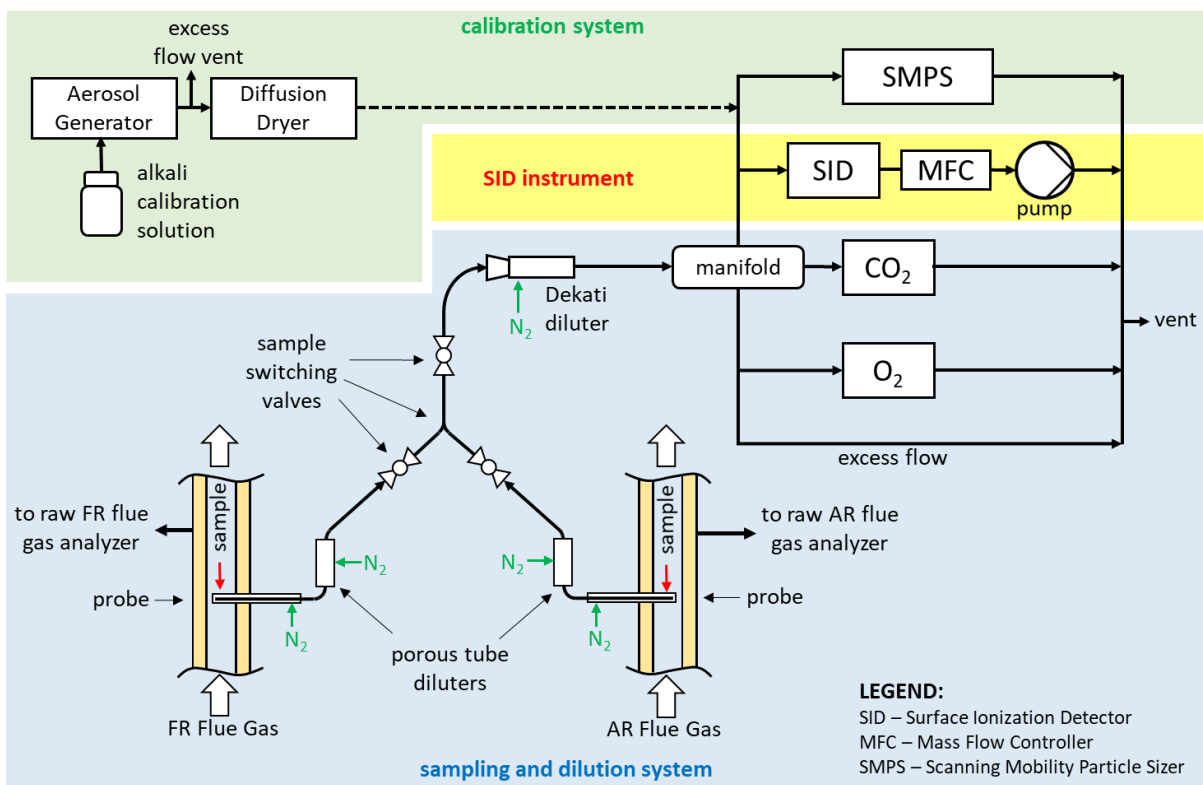 calibration system
excess
flow vent
Aerosol
Generator
Diffusion
Dryer
alkali
calibration
solution
SMPS
SID instrument
SID
MFC
pump
manifold
CO₂
O₂
vent
excess flow
Dekati
diluter
N₂
sample
switching
valves
to raw FR flue
gas analyzer
sample
probe
N₂
N₂
FR Flue Gas
porous tube
diluters
N₂
N₂
sample
to raw AR flue
gas analyzer
probe
AR Flue Gas
sampling and dilution system
LEGEND:
SID – Surface Ionization Detector
MFC – Mass Flow Controller
SMPS – Scanning Mobility Particle Sizer